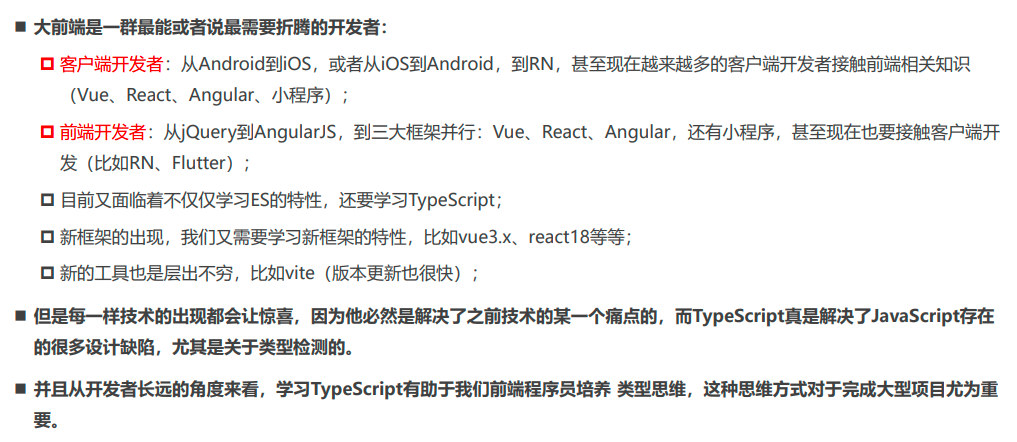 大前端是一群最能或者说最需要折腾的开发者：
客户端开发者：从Android到iOS，或者从iOS到Android，到RN，甚至现在越来越多的客户端开发者接触前端相关知识
（Vue、React、Angular、小程序）；
前端开发者：从jQuery到AngularJS，到三大框架并行：Vue、React、Angular，还有小程序，甚至现在也要接触客户端开
发（比如RN、Flutter）；
目前又面临着不仅仅学习ES的特性，还要学习TypeScript；
新框架的出现，我们又需要学习新框架的特性，比如vue3.x、react18等等；
新的工具也是层出不穷，比如vite（版本更新也很快）；
但是每一样技术的出现都会让惊喜，因为他必然是解决了之前技术的某一个痛点的，而TypeScript真是解决了JavaScript存在
的很多设计缺陷，尤其是关于类型检测的。
并且从开发者长远的角度来看，学习TypeScript有助于我们前端程序员培养 类型思维，这种思维方式对于完成大型项目尤为重
要。